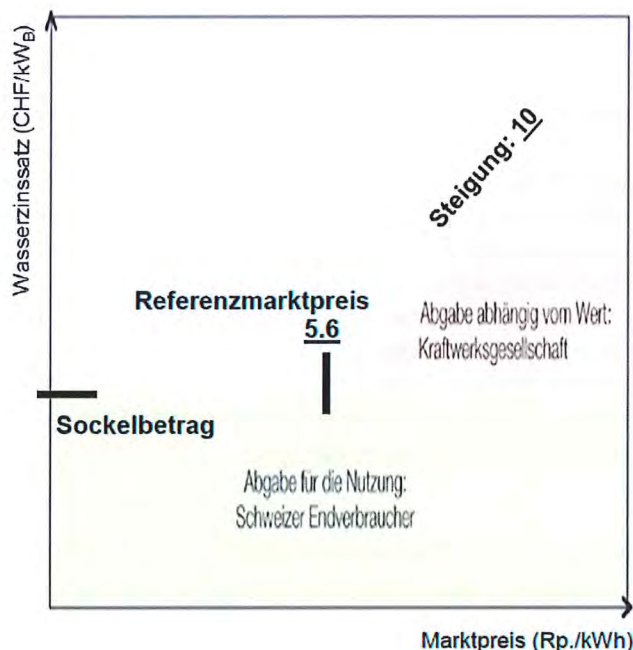 Wasserzinssatz (CHF/kWB)
Steigung: 10
Referenzmarktpreis
5.6
Abgabe abhängig vom Wert:
Kraftwerksgesellschaft
Sockelbetrag
Abgabe für die Nutzung:
Schweizer Endverbraucher
Marktpreis (Rp./kWh)